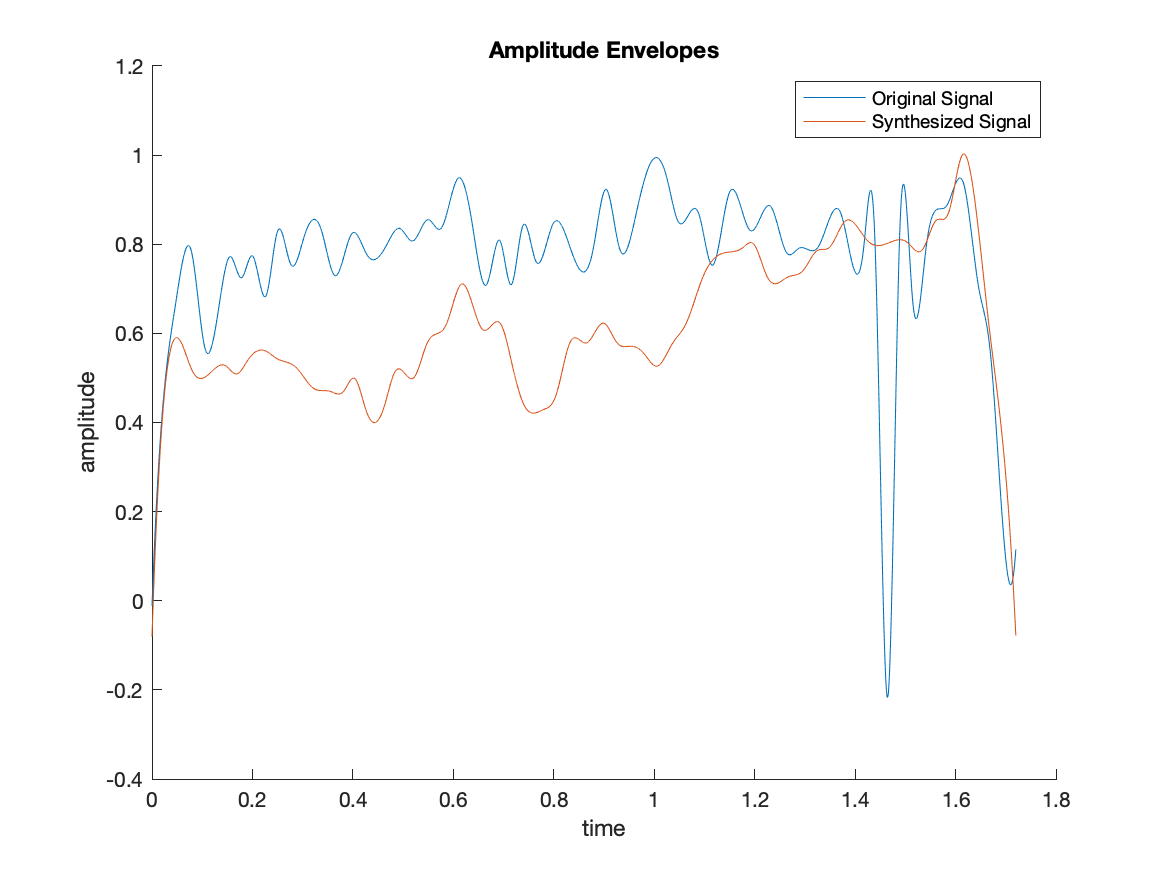 Amplitude Envelopes
1.2
1
0.8
0.6
0.4
0.2
0
-0.2
-0.4
amplitude
Original Signal
Synthesized Signal
0 0.2 0.4 0.6 0.8 1 1.2 1.4 1.6 1.8
time